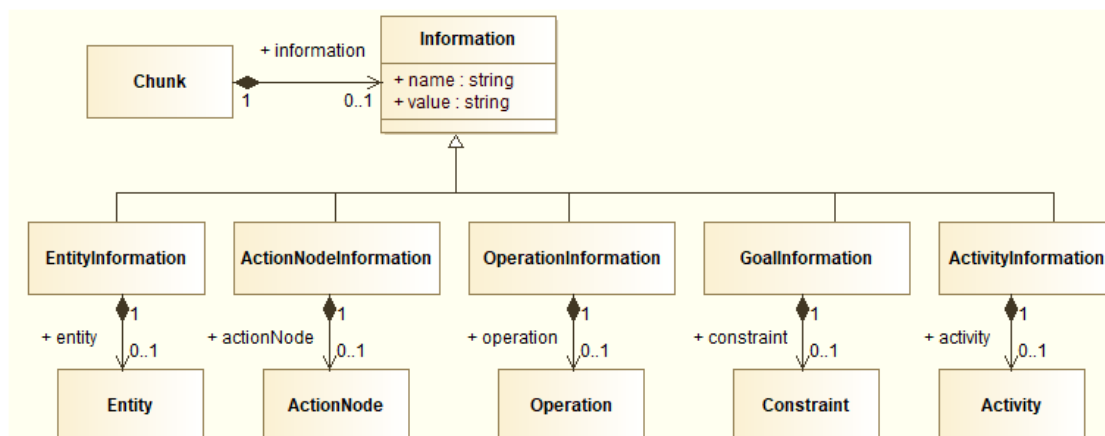 Information
+ information
Chunk
+ name : string
+ value : string
1
0..1
EntityInformation
ActionNodeInformation
OperationInformation
GoalInformation
ActivityInformation
1
1
1
1
1
+ entity
+ actionNode
+ operation
+ constraint
+ activity
0..1
0..1
0..1
0..1
0..1
Entity
ActionNode
Operation
Constraint
Activity